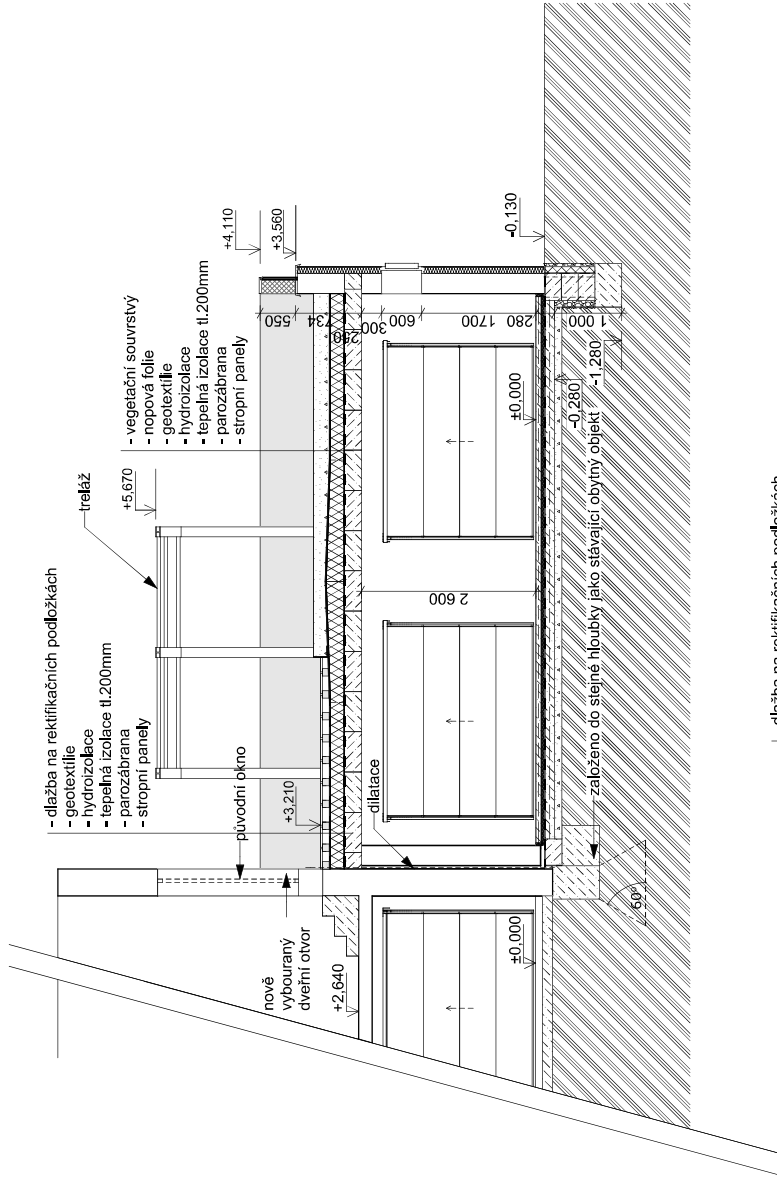 - dlažba na rektifikačních podložkách
- geotextílie
- hydroizolace
- tepelná izolace tl.200mm
- parozábrana
- stropní panely
treláž
+5,670
- vegetační souvrstvý
- nopová folie
- geotextílie
- hydroizolace
- tepelná izolace tl.200mm
- parozábrana
- stropní panely
+4,110
+3,560
původní okno
+3,210
nově
vybouraný
dveřní otvor
+2,640
dilatace
2 600
550
734
250
300
600
1700
280
1 000
-0,130
±0,000
±0,000
-0,280
-1,280
60°
založeno do stejné hloubky jako stávající obytný objekt